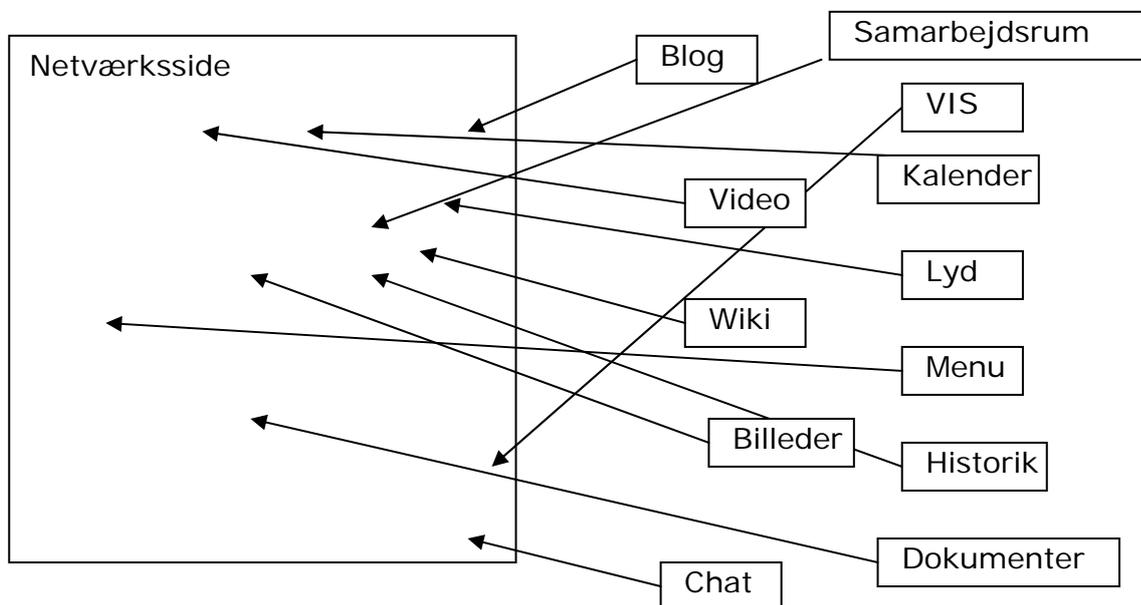 Samarbejdsrum
Netværksside
Blog
VIS
Kalender
Video
Lyd
Wiki
Menu
Billeder
Historik
Dokumenter
Chat